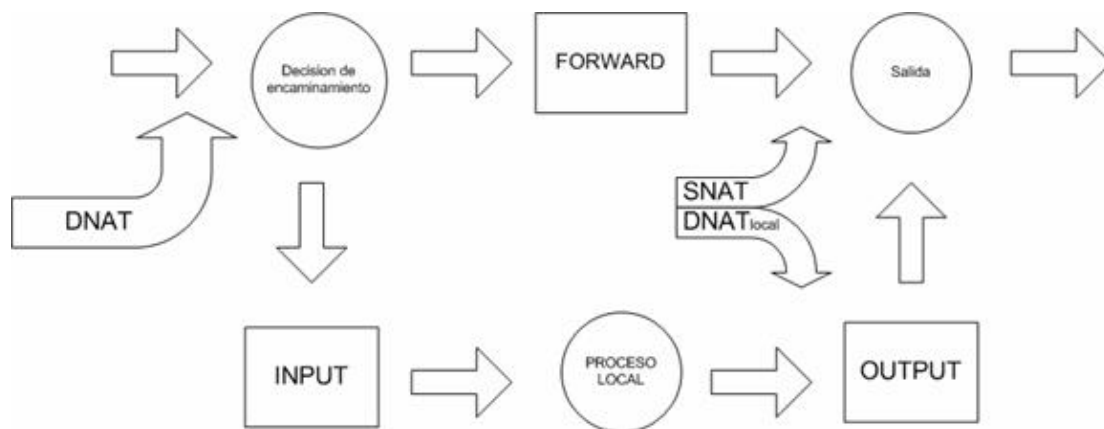 Decision de
encaminamiento
FORWARD
Salida
DNAT
SNAT
DNATlocal
INPUT
PROCESO
LOCAL
OUTPUT